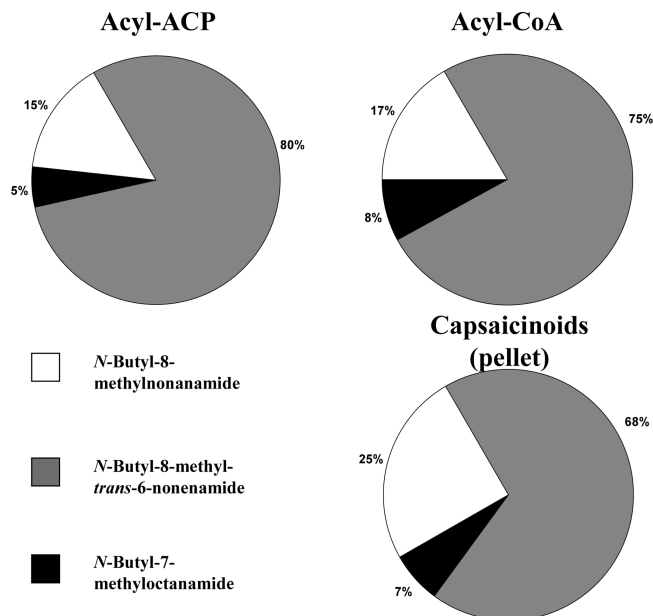 Acyl-ACP
15%
80%
5%
Acyl-CoA
17%
75%
8%
Capsaicinoids
(pellet)
25%
68%
7%
N-Butyl-8-
methylnonanamide
N-Butyl-8-methyl-
trans-6-nonenamide
N-Butyl-7-
methyloctanamide